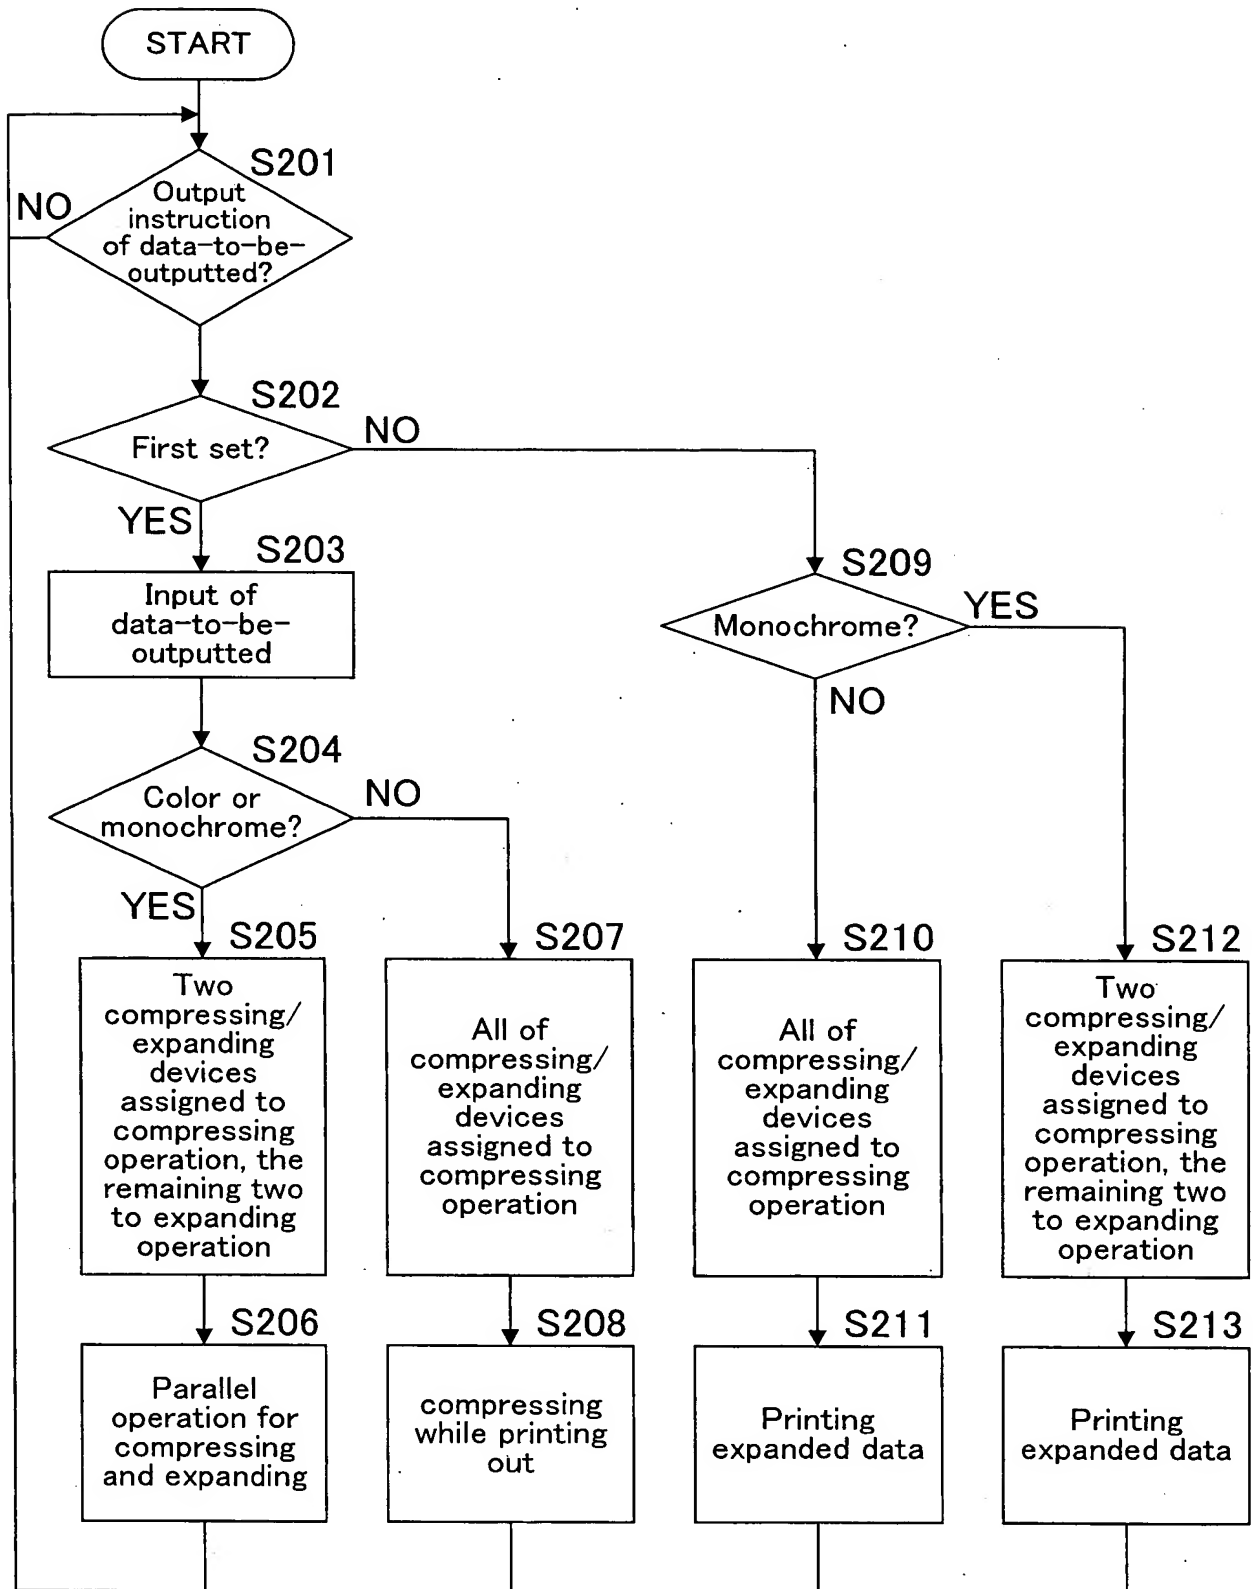 START
S201
NO
Output
instruction
of data-to-be-
outputted?
S202
First set?
NO
YES
S203
Input of
data-to-be-
outputted
S209
Monochrome?
YES
NO
S204
Color or
monochrome?
NO
YES
S205
Two
compressing/
expanding
devices
assigned to
compressing
operation, the
remaining two
to expanding
operation
S207
All of
compressing/
expanding
devices
assigned to
compressing
operation
S210
All of
compressing/
expanding
devices
assigned to
compressing
operation
S212
Two
compressing/
expanding
devices
assigned to
compressing
operation, the
remaining two
to expanding
operation
S206
Parallel
operation for
compressing
and expanding
S208
compressing
while printing
out
S211
Printing
expanded data
S213
Printing
expanded data